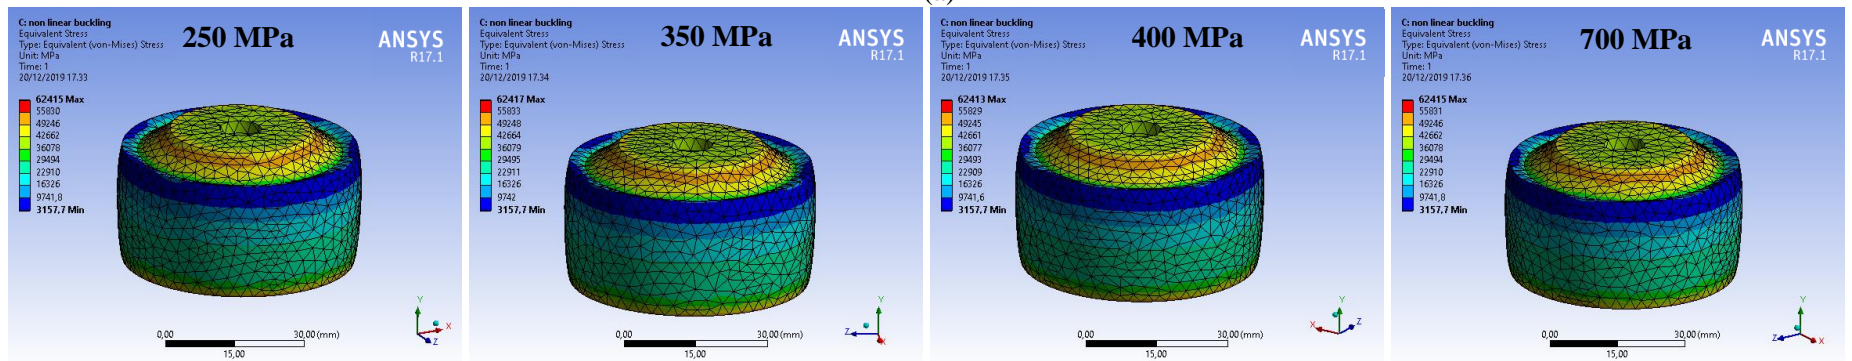 C: non linear buckling
Equivalent Stress
Type: Equivalent (von-Mises) Stress
Unit: MPa
Time: 1
20/12/2019 17.33
250 MPa
ANSYS
R17.1
62415 Max
55830
49246
42662
36078
29494
22910
16326
9741,8
3157,7 Min
Y
X
Z
0,00
30,00 (mm)
15,00
C: non linear buckling
Equivalent Stress
Type: Equivalent (von-Mises) Stress
Unit: MPa
Time: 1
20/12/2019 17.34
350 MPa
ANSYS
R17.1
62417 Max
55833
49248
42664
36079
29495
22911
16326
9742
3157,7 Min
Y
Z
X
0,00
30,00 (mm)
15,00
C: non linear buckling
Equivalent Stress
Type: Equivalent (von-Mises) Stress
Unit: MPa
Time: 1
20/12/2019 17.35
400 MPa
ANSYS
R17.1
62413 Max
55829
49245
42661
36077
29493
22909
16326
9741,6
3157,7 Min
Y
X
Z
0,00
30,00 (mm)
15,00
C: non linear buckling
Equivalent Stress
Type: Equivalent (von-Mises) Stress
Unit: MPa
Time: 1
20/12/2019 17.36
700 MPa
ANSYS
R17.1
62415 Max
55831
49246
42662
36078
29494
22910
16326
9741,8
3157,7 Min
Y
Z
X
0,00
30,00 (mm)
15,00